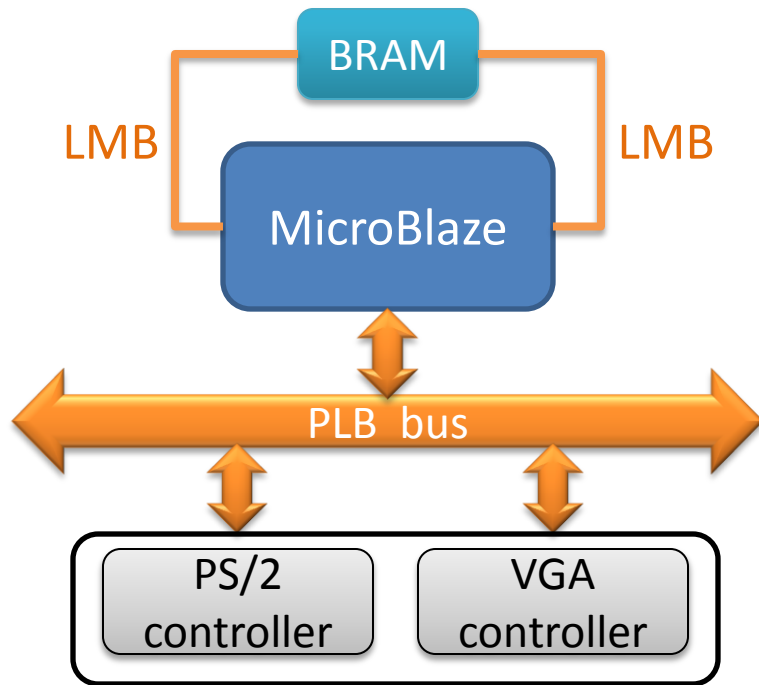 BRAM
LMB
LMB
MicroBlaze
PLB bus
PS/2
controller
VGA
controller